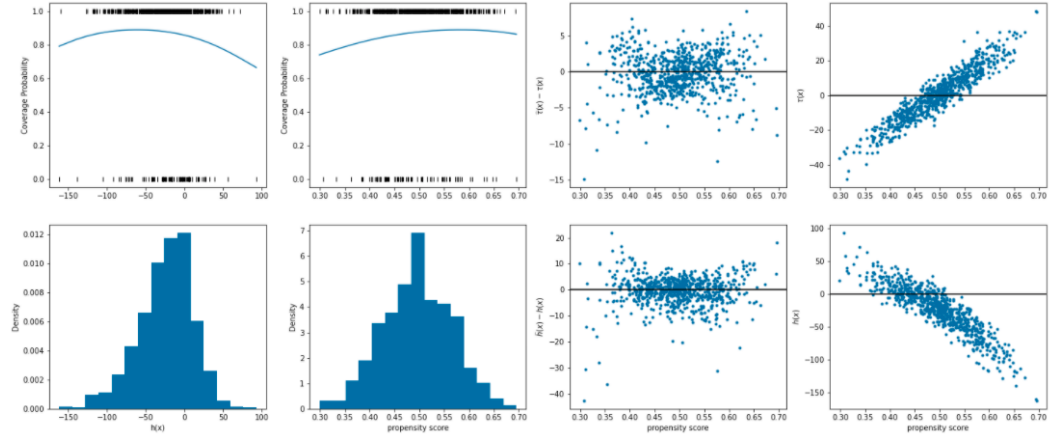 Coverage Probability
1.0
0.8
0.6
0.4
0.2
0.0
−150 −100 −50 0 50 100
Coverage Probability
1.0
0.8
0.6
0.4
0.2
0.0
0.30 0.35 0.40 0.45 0.50 0.55 0.60 0.65 0.70
τ̂(x) − τ(x)
5
0
−5
−10
−15
0.30 0.35 0.40 0.45 0.50 0.55 0.60 0.65 0.70
τ(x)
40
20
0
−20
−40
0.30 0.35 0.40 0.45 0.50 0.55 0.60 0.65 0.70
Density
0.012
0.010
0.008
0.006
0.004
0.002
0.000
−150 −100 −50 0 50 100
h(x)
Density
7
6
5
4
3
2
1
0
0.30 0.35 0.40 0.45 0.50 0.55 0.60 0.65 0.70
propensity score
ĥ(x) − h(x)
20
10
0
−10
−20
−30
−40
0.30 0.35 0.40 0.45 0.50 0.55 0.60 0.65 0.70
propensity score
h(x)
100
50
0
−50
−100
−150
0.30 0.35 0.40 0.45 0.50 0.55 0.60 0.65 0.70
propensity score